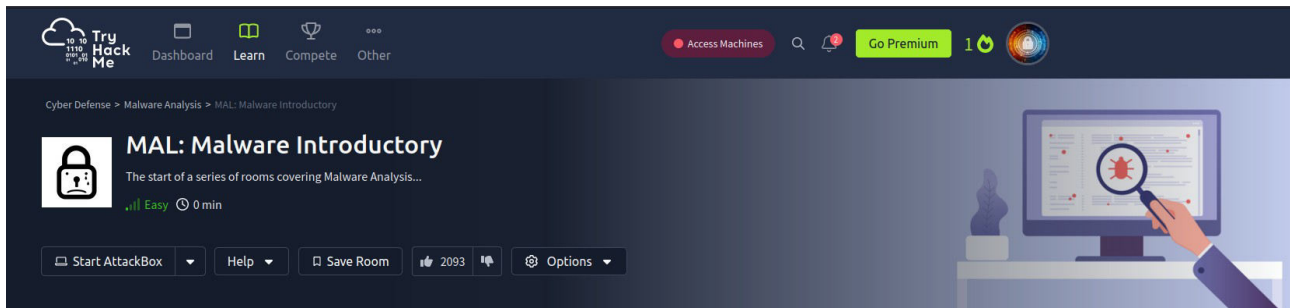 Try
Hack
Me
Dashboard
Learn
Compete
Other
Access Machines
2
Go Premium
1
Cyber Defense > Malware Analysis > MAL: Malware Introductory
MAL: Malware Introductory
The start of a series of rooms covering Malware Analysis...
Easy 0 min
Start AttackBox
Help
Save Room
2093
Options